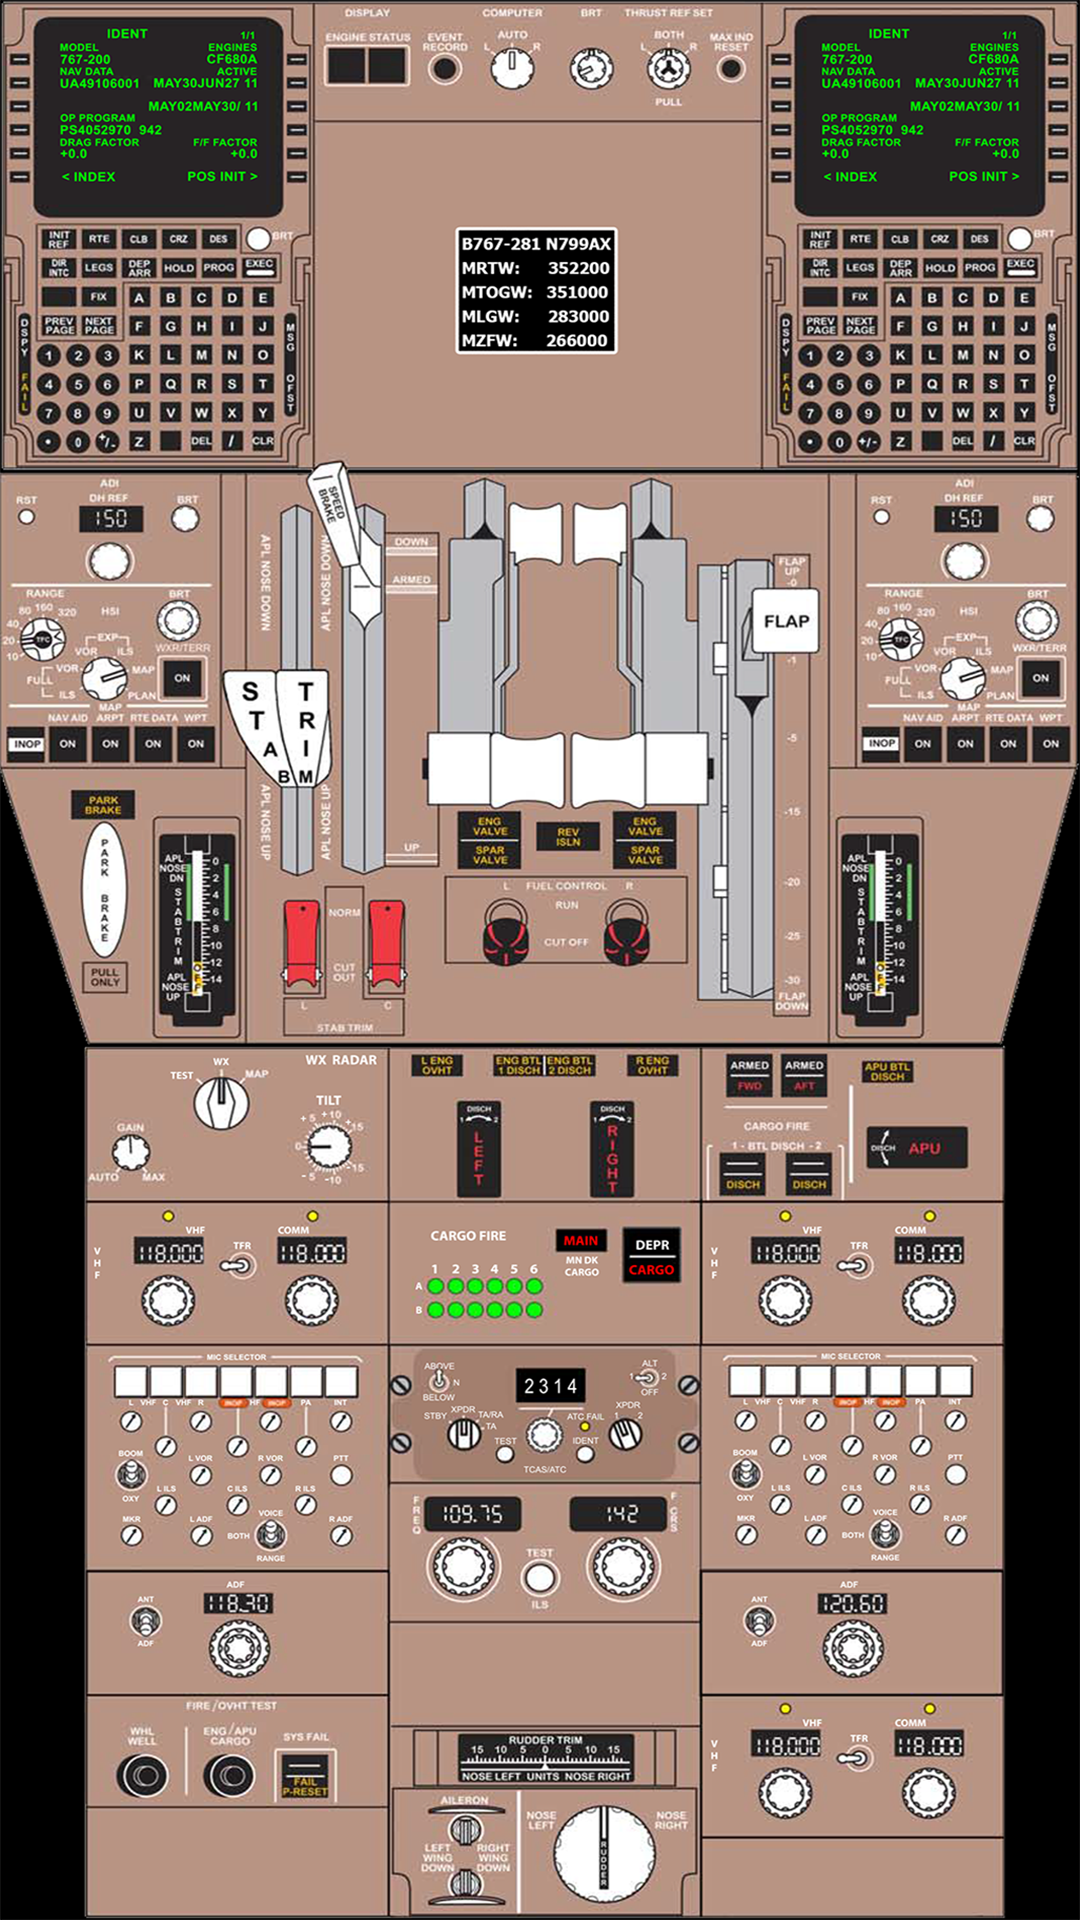 IDENT 1/1
MODEL ENGINES
767-200 CF680A
NAV DATA ACTIVE
UA49106001 MAY30JUN27 11
MAY02MAY30/ 11
OP PROGRAM
PS4052970 942
DRAG FACTOR F/F FACTOR
+0.0 +0.0
< INDEX POS INIT >
INIT REF RTE CLB CRZ DES BRT
DIR INTC LEGS DEP ARR HOLD PROG EXEC
FIX A B C D E
PREV PAGE NEXT PAGE F G H I J
1 2 3 K L M N O
4 5 6 P Q R S T
7 8 9 U V W X Y
• 0 +/- Z DEL / CLR
DSPY FAIL
MSG OFST
DISPLAY COMPUTER BRT THRUST REF SET
ENGINE STATUS EVENT RECORD L AUTO R L BOTH R MAX IND RESET
PULL
B767-281 N799AX
MRTW: 352200
MTOGW: 351000
MLGW: 283000
MZFW: 266000
IDENT 1/1
MODEL ENGINES
767-200 CF680A
NAV DATA ACTIVE
UA49106001 MAY30JUN27 11
MAY02MAY30/ 11
OP PROGRAM
PS4052970 942
DRAG FACTOR F/F FACTOR
+0.0 +0.0
< INDEX POS INIT >
INIT REF RTE CLB CRZ DES BRT
DIR INTC LEGS DEP ARR HOLD PROG EXEC
FIX A B C D E
PREV PAGE NEXT PAGE F G H I J
1 2 3 K L M N O
4 5 6 P Q R S T
7 8 9 U V W X Y
• 0 +/- Z DEL / CLR
DSPY FAIL
MSG OFST
ADI
RST DH REF BRT
150
RANGE HSI BRT
10 20 40 80 160 320
TFC
WXR/TERR
ON
EXP
VOR ILS
VOR MAP
FULL
ILS PLAN
MAP
NAV AID ARPT RTE DATA WPT
INOP ON ON ON ON
SPEED BRAKE
APL NOSE DOWN
APL NOSE DOWN
DOWN
ARMED
STAB TRIM
APL NOSE UP
APL NOSE UP
UP
FLAP UP
-0
FLAP
-1
-5
-15
-20
-25
-30
FLAP DOWN
ADI
RST DH REF BRT
150
RANGE HSI BRT
10 20 40 80 160 320
TFC
WXR/TERR
ON
EXP
VOR ILS
VOR MAP
FULL
ILS PLAN
MAP
NAV AID ARPT RTE DATA WPT
INOP ON ON ON ON
PARK BRAKE
PARK BRAKE
PULL ONLY
APL NOSE DN
STAB TRIM
APL NOSE UP
0
2
4
6
8
10
12
14
OFF
ENG VALVE
SPAR VALVE
REV ISLN
ENG VALVE
SPAR VALVE
L FUEL CONTROL R
RUN
CUT OFF
NORM
CUT OUT
L C
STAB TRIM
APL NOSE DN
STAB TRIM
APL NOSE UP
0
2
4
6
8
10
12
14
OFF
WX RADAR
TEST WX MAP
GAIN
AUTO MAX
TILT
+5 +10 +15
0
-5 -10 -15
L ENG OVHT
ENG BTL 1 DISCH
ENG BTL 2 DISCH
R ENG OVHT
DISCH
1 2
LEFT
DISCH
1 2
RIGHT
ARMED FWD
ARMED AFT
CARGO FIRE
1 - BTL DISCH - 2
DISCH DISCH
APU BTL DISCH
DISCH APU
VHF
VHF COMM
118.000 TFR 118.000
CARGO FIRE
MAIN
MN DK CARGO
DEPR
CARGO
1 2 3 4 5 6
A
B
VHF
VHF COMM
118.000 TFR 118.000
MIC SELECTOR
L VHF C VHF R INOP HF INOP PA INT
BOOM
OXY
L VOR R VOR PTT
L ILS C ILS R ILS
MKR L ADF BOTH VOICE RANGE R ADF
ABOVE
N
BELOW
2314
ALT
1 2
OFF
XPDR
STBY TA/RA
TA
TEST
ATC FAIL
IDENT
XPDR
1 2
TCAS/ATC
MIC SELECTOR
L VHF C VHF R INOP HF INOP PA INT
BOOM
OXY
L VOR R VOR PTT
L ILS C ILS R ILS
MKR L ADF BOTH VOICE RANGE R ADF
FREQ 109.75 142 F CRS
TEST
ILS
ANT
ADF
ADF
118.30
ANT
ADF
ADF
120.60
FIRE/OVHT TEST
WHL WELL
ENG/APU CARGO
SYS FAIL
FAIL
P-RESET
RUDDER TRIM
15 10 5 0 5 10 15
NOSE LEFT UNITS NOSE RIGHT
AILERON
LEFT WING DOWN
RIGHT WING DOWN
NOSE LEFT
RUDDER
NOSE RIGHT
VHF
VHF COMM
118.000 TFR 118.000